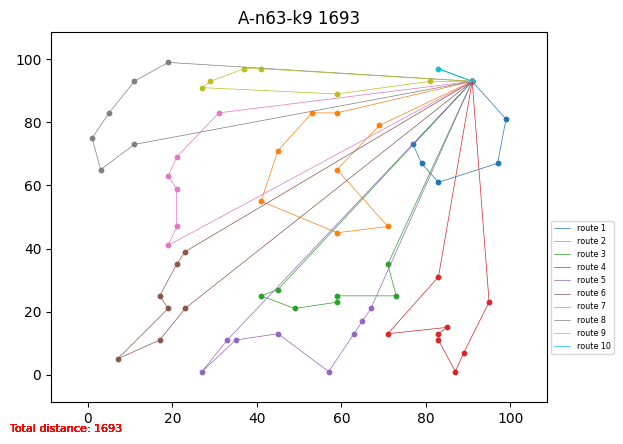 A-n63-k9 1693
100
80
60
40
20
0
0 20 40 60 80 100
route 1
route 2
route 3
route 4
route 5
route 6
route 7
route 8
route 9
route 10
Total distance: 1693